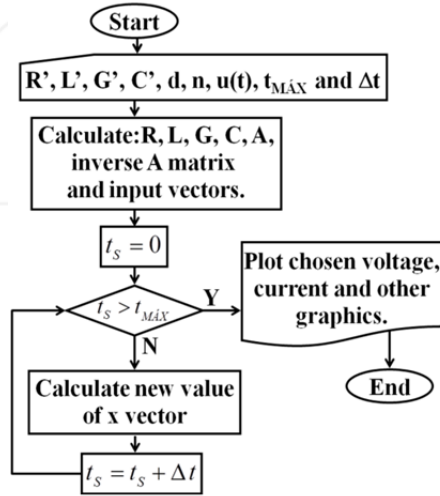 Start
R’, L’, G’, C’, d, n, u(t), tMÁX and Δt
Calculate:R, L, G, C, A,
inverse A matrix
and input vectors.
tS = 0
tS > tMÁX
Y
N
Plot chosen voltage,
current and other
graphics.
End
Calculate new value
of x vector
tS = tS + Δt